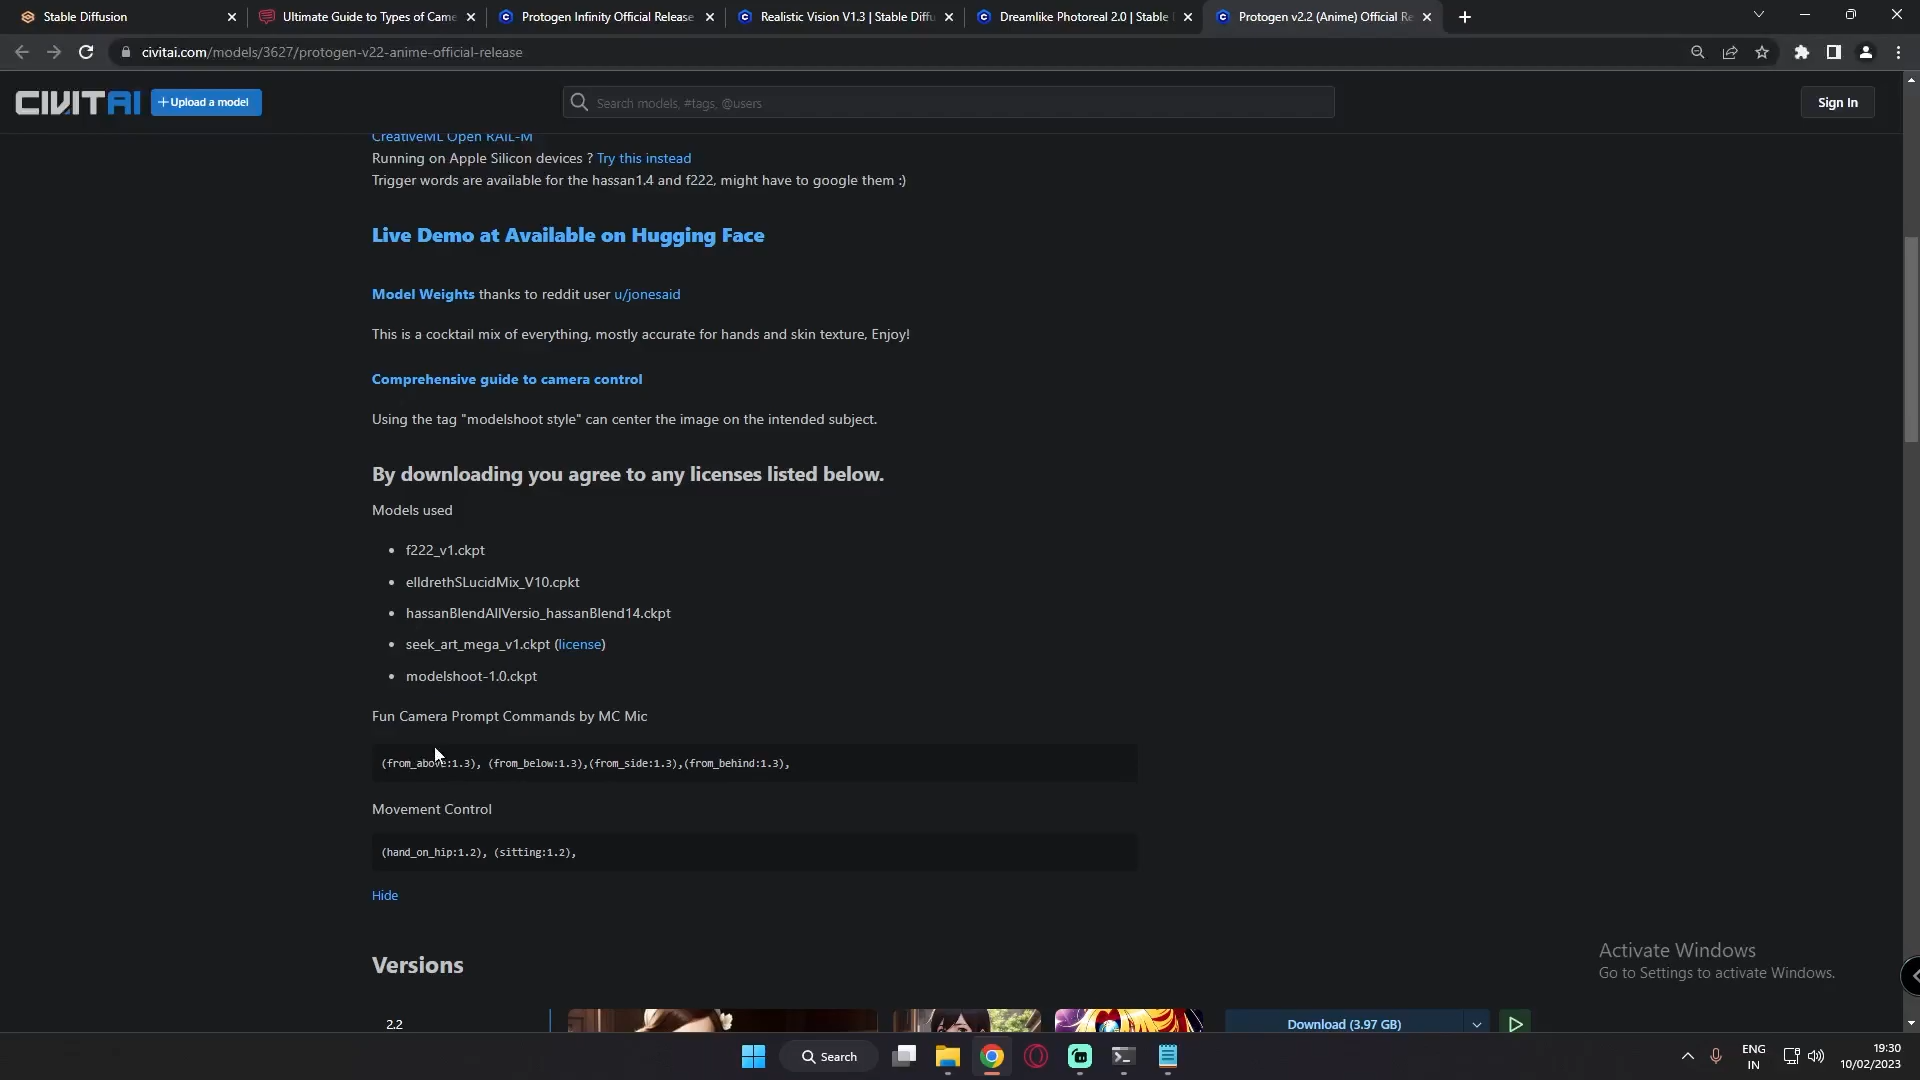 Stable Diffusion
Ultimate Guide to Types of Came
Protogen Infinity Official Release
Realistic Vision V1.3 | Stable Diffu
Dreamlike Photoreal 2.0 | Stable
Protogen v2.2 (Anime) Official Re
civitai.com/models/3627/protogen-v22-anime-official-release
CIVITAI
+ Upload a model
Search models, #tags, @users
Sign In
CreativeML Open RAIL-M
Running on Apple Silicon devices ? Try this instead
Trigger words are available for the hassan1.4 and f222, might have to google them :)
Live Demo at Available on Hugging Face
Model Weights thanks to reddit user u/jonesaid
This is a cocktail mix of everything, mostly accurate for hands and skin texture, Enjoy!
Comprehensive guide to camera control
Using the tag "modelshoot style" can center the image on the intended subject.
By downloading you agree to any licenses listed below.
Models used
• f222_v1.ckpt
• elldrethSLucidMix_V10.cpkt
• hassanBlendAllVersio_hassanBlend14.ckpt
• seek_art_mega_v1.ckpt (license)
• modelshoot-1.0.ckpt
Fun Camera Prompt Commands by MC Mic
(from_above:1.3), (from_below:1.3),(from_side:1.3),(from_behind:1.3),
Movement Control
(hand_on_hip:1.2), (sitting:1.2),
Hide
Versions
2.2
Download (3.97 GB)
Activate Windows
Go to Settings to activate Windows.
Search
ENG
IN
19:30
10/02/2023